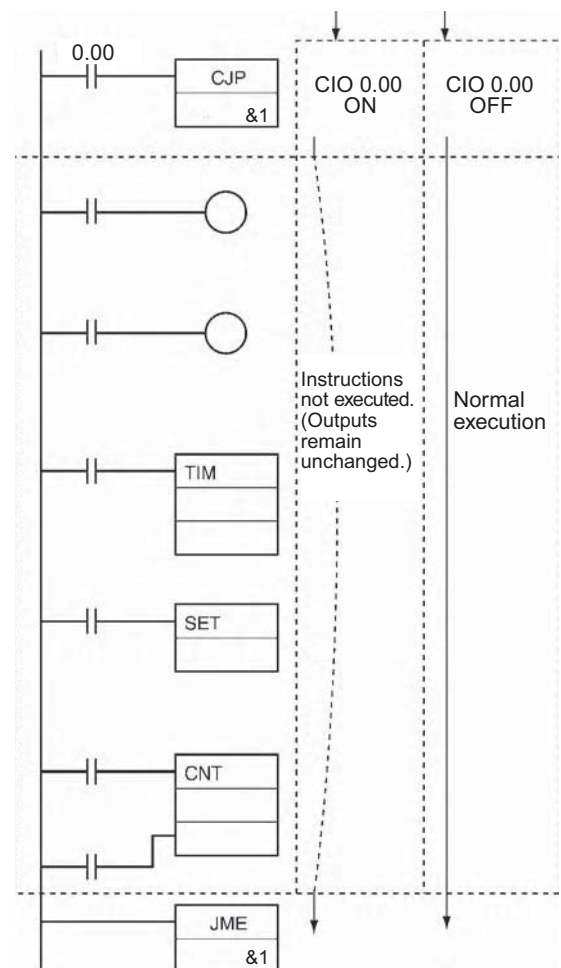 0.00
CJP
&1
CIO 0.00
ON
CIO 0.00
OFF
Instructions
not executed.
(Outputs
remain
unchanged.)
Normal
execution
TIM
SET
CNT
JME
&1